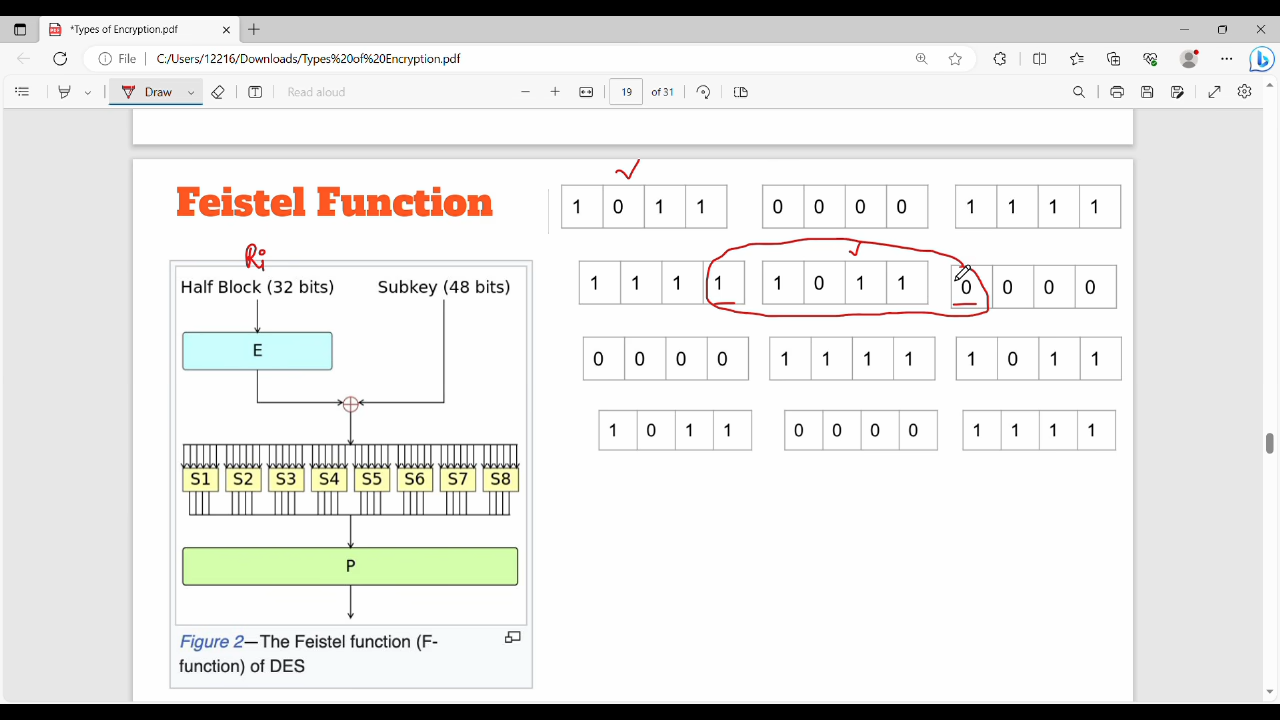 *Types of Encryption.pdf
File C:/Users/12216/Downloads/Types%20of%20Encryption.pdf
Draw Read aloud 19 of 31
Feistel Function
1 0 1 1 0 0 0 0 1 1 1 1
Ri
1 1 1 1 1 0 1 1 0 0 0 0
Half Block (32 bits) Subkey (48 bits)
E
0 0 0 0 1 1 1 1 1 0 1 1
1 0 1 1 0 0 0 0 1 1 1 1
S1 S2 S3 S4 S5 S6 S7 S8
P
Figure 2—The Feistel function (F-
function) of DES